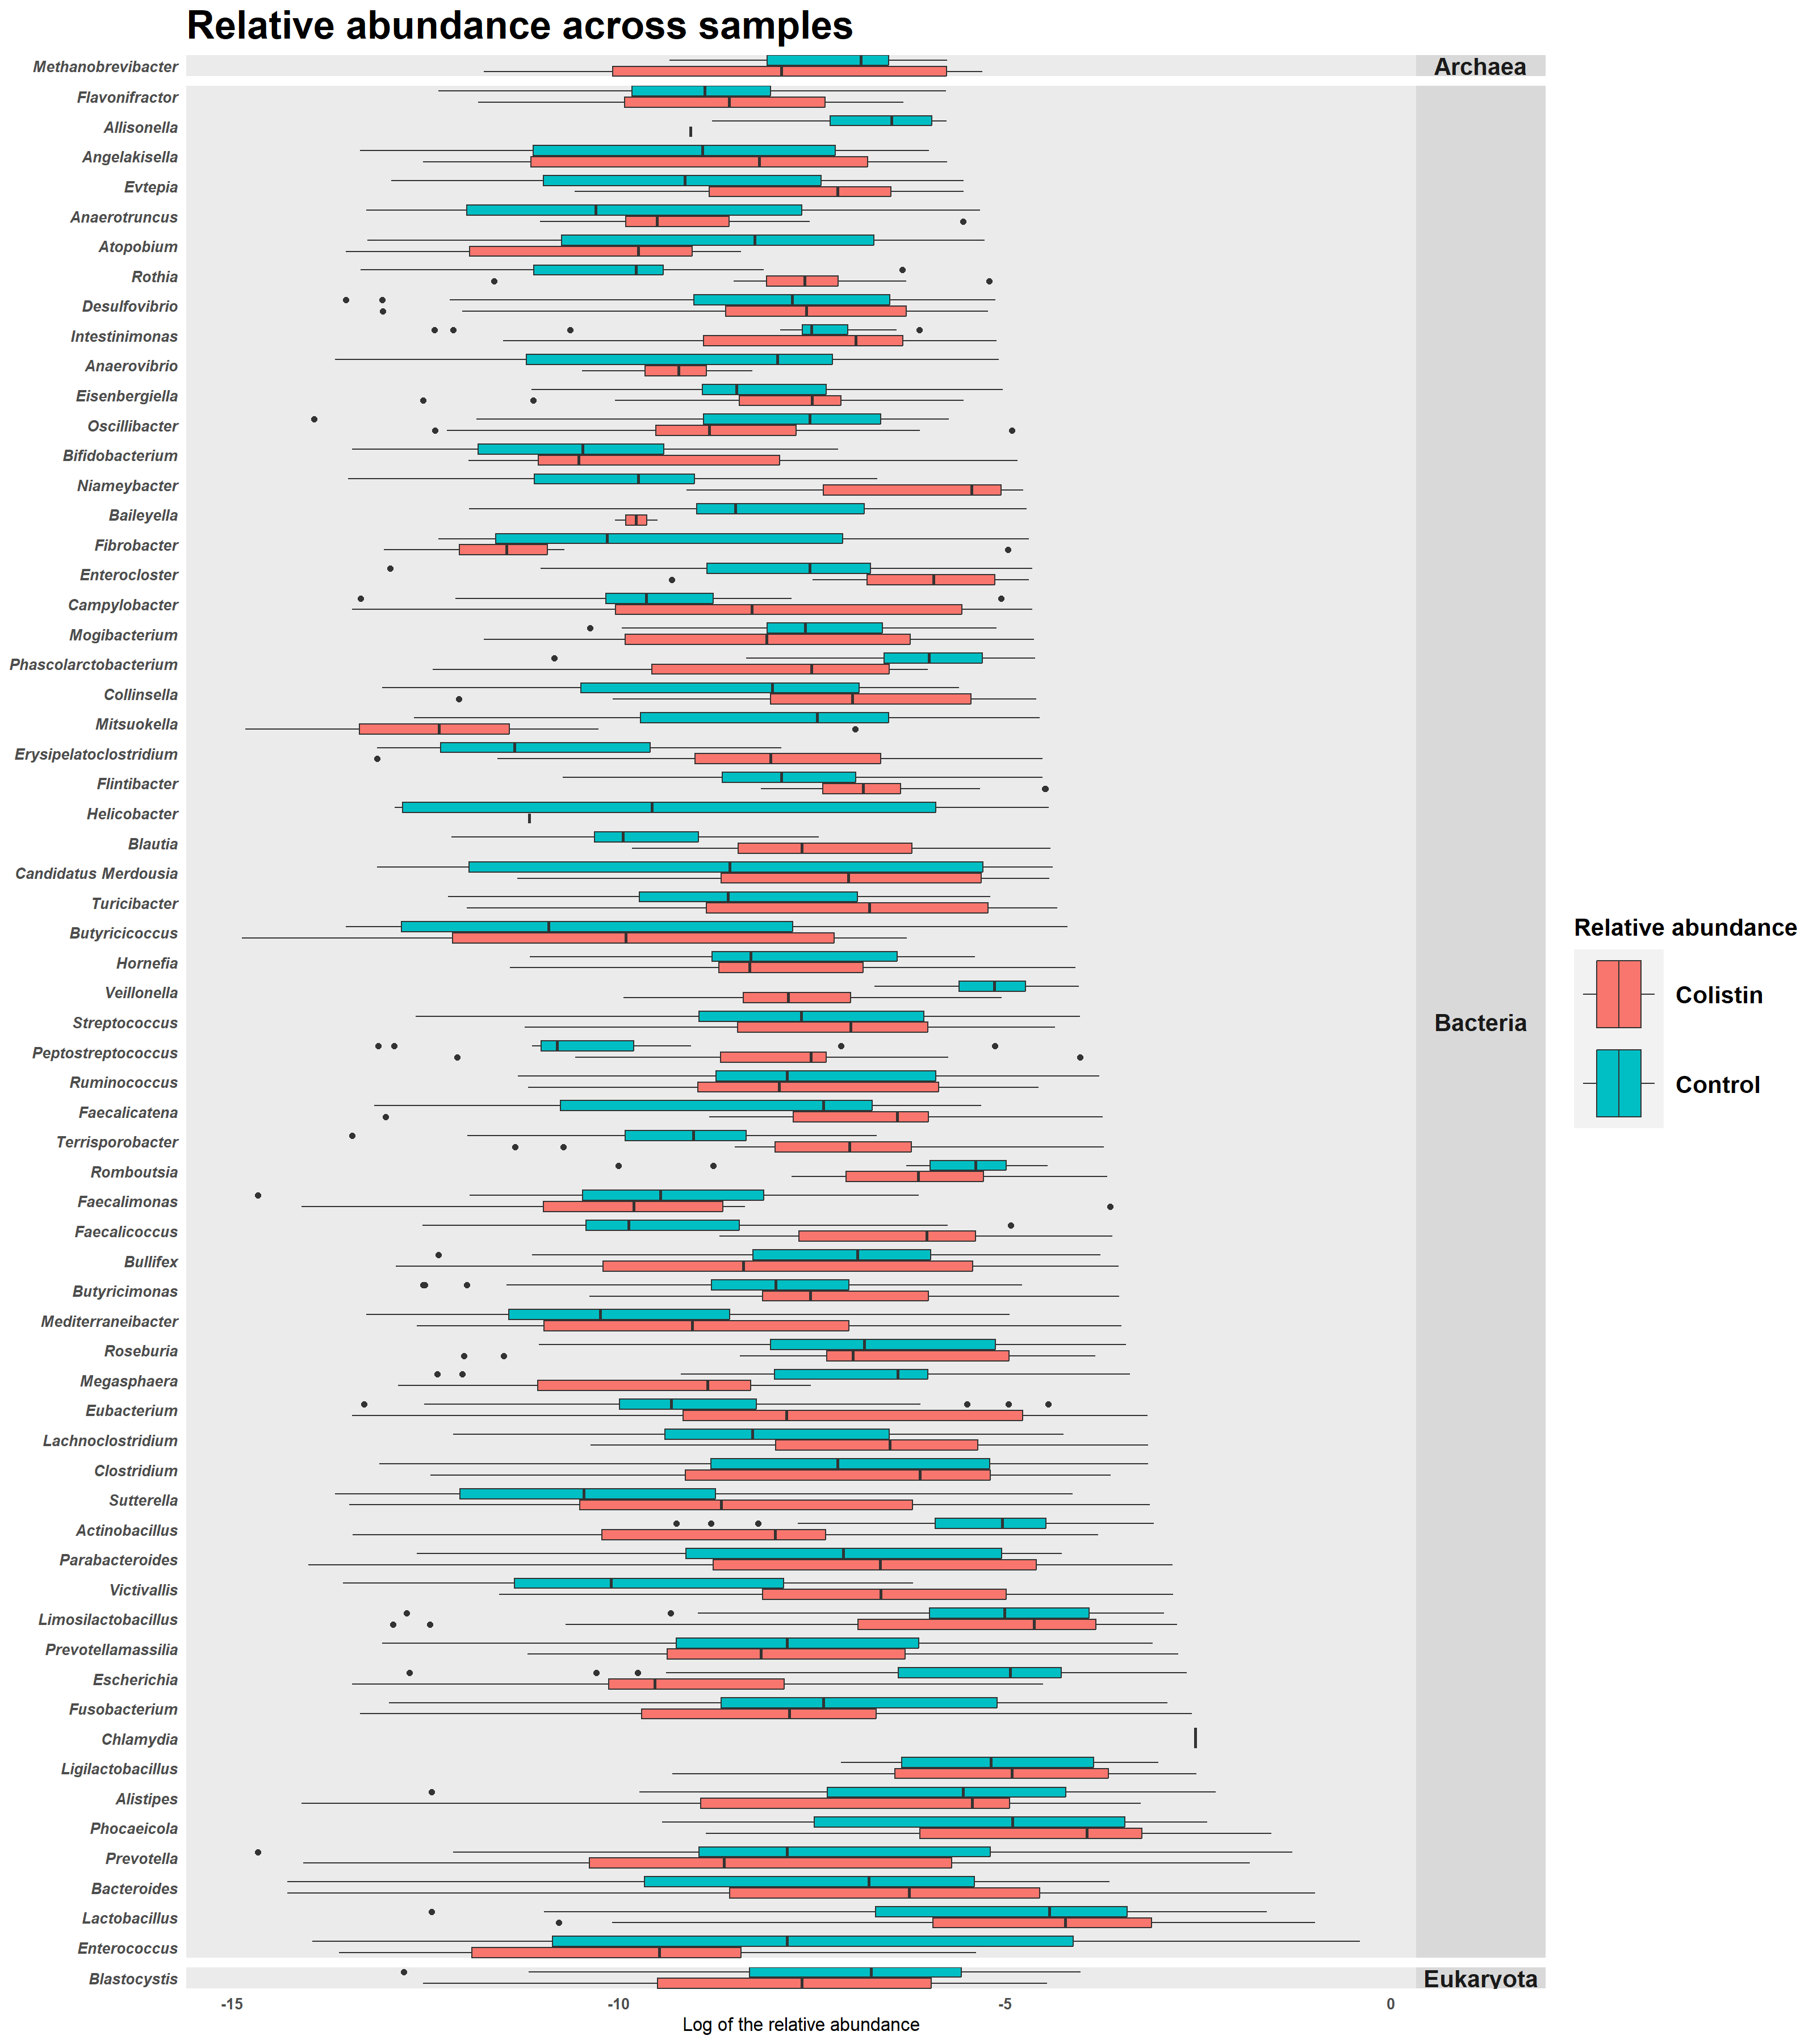 Relative abundance across samples
Methanobrevibacter
Archaea
Flavonifractor
Allisonella
Angelakisella
Evtepia
Anaerotruncus
Atopobium
Rothia
Desulfovibrio
Intestinimonas
Anaerovibrio
Eisenbergiella
Oscillibacter
Bifidobacterium
Niameybacter
Baileyella
Fibrobacter
Enterocloster
Campylobacter
Mogibacterium
Phascolarctobacterium
Collinsella
Mitsuokella
Erysipelatoclostridium
Flintibacter
Helicobacter
Blautia
Candidatus Merdousia
Turicibacter
Butyricicoccus
Hornefia
Veillonella
Streptococcus
Peptostreptococcus
Ruminococcus
Faecalicatena
Terrisporobacter
Romboutsia
Faecalimonas
Faecalicoccus
Bullifex
Butyricimonas
Mediterraneibacter
Roseburia
Megasphaera
Eubacterium
Lachnoclostridium
Clostridium
Sutterella
Actinobacillus
Parabacteroides
Victivallis
Limosilactobacillus
Prevotellamassilia
Escherichia
Fusobacterium
Chlamydia
Ligilactobacillus
Alistipes
Phocaeicola
Prevotella
Bacteroides
Lactobacillus
Enterococcus
Bacteria
Blastocystis
Eukaryota
-15 -10 -5 0
Log of the relative abundance
Relative abundance
Colistin
Control